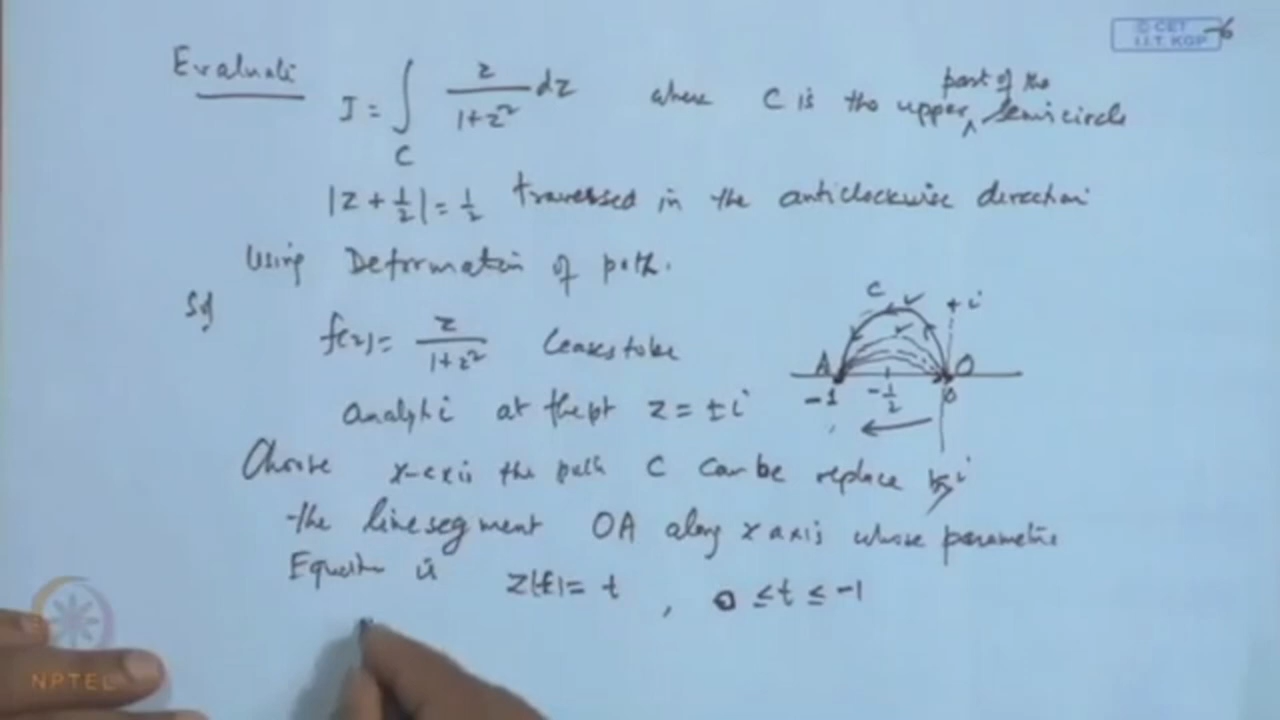 © CET
I.I.T. KGP
-6
Evaluate J = ∫_C z/(1+z²) dz where C is the upper part of the semicircle
|z + 1/2| = 1/2 traversed in the anticlockwise direction
Using Deformation of path.
Sol f(z) = z/(1+z²) ceases to be
analytic at the pt z = ±i
C
+i
A O
-1 -1/2 0
-i
Choose x-axis the path C can be replace by
the line segment OA along x axis whose parametric
Equation is z(t) = t , 0 ≤ t ≤ -1
NPTEL